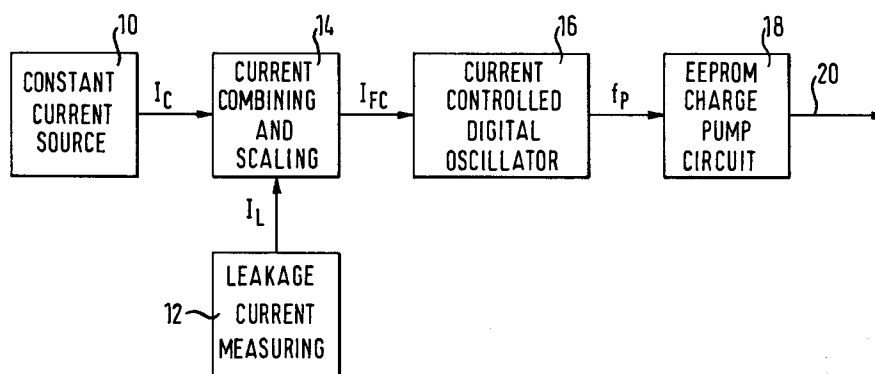 10
CONSTANT
CURRENT
SOURCE
I_C
14
CURRENT
COMBINING
AND
SCALING
I_FC
16
CURRENT
CONTROLLED
DIGITAL
OSCILLATOR
f_P
18
EEPROM
CHARGE
PUMP
CIRCUIT
20
I_L
12
LEAKAGE
CURRENT
MEASURING